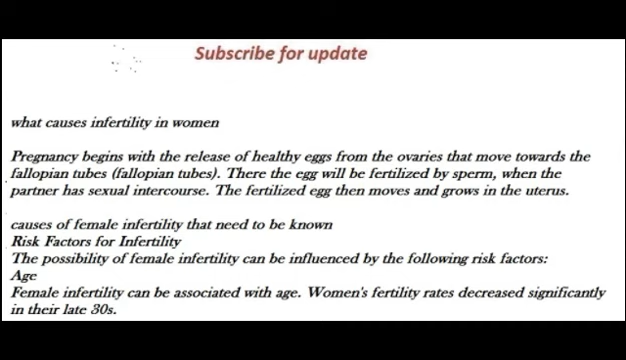 Subscribe for update
what causes infertility in women
Pregnancy begins with the release of healthy eggs from the ovaries that move towards the
fallopian tubes (fallopian tubes). There the egg will be fertilized by sperm, when the
partner has sexual intercourse. The fertilized egg then moves and grows in the uterus.
causes of female infertility that need to be known
Risk Factors for Infertility
The possibility of female infertility can be influenced by the following risk factors:
Age
Female infertility can be associated with age. Women's fertility rates decreased significantly
in their late 30s.